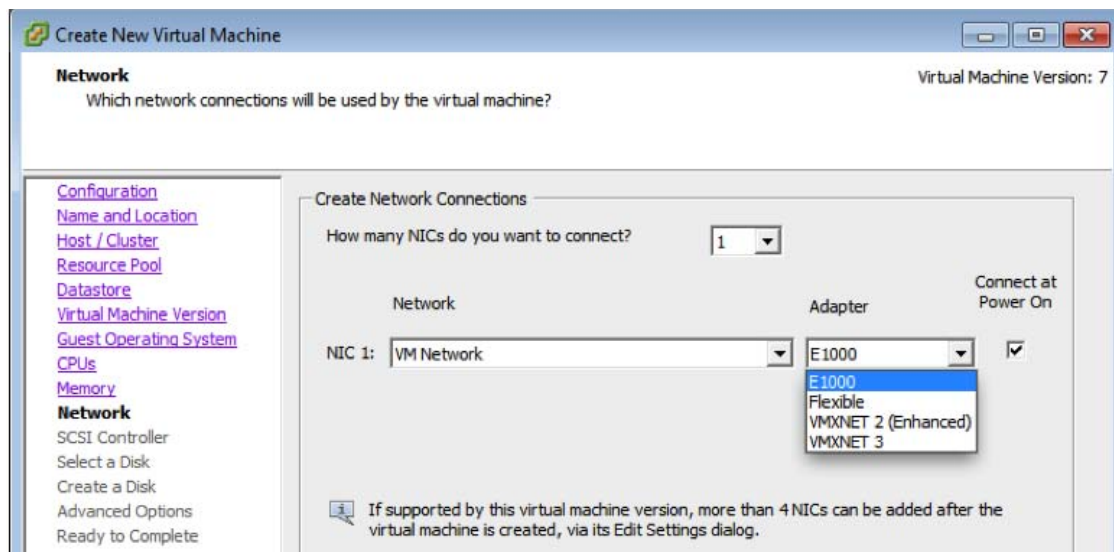 Create New Virtual Machine
Network
Virtual Machine Version: 7
Which network connections will be used by the virtual machine?
Configuration
Name and Location
Host / Cluster
Resource Pool
Datastore
Virtual Machine Version
Guest Operating System
CPUs
Memory
Network
SCSI Controller
Select a Disk
Create a Disk
Advanced Options
Ready to Complete
Create Network Connections
How many NICs do you want to connect?
1
Network
Adapter
Connect at
Power On
NIC 1:
VM Network
E1000
E1000
Flexible
VMXNET 2 (Enhanced)
VMXNET 3
If supported by this virtual machine version, more than 4 NICs can be added after the
virtual machine is created, via its Edit Settings dialog.